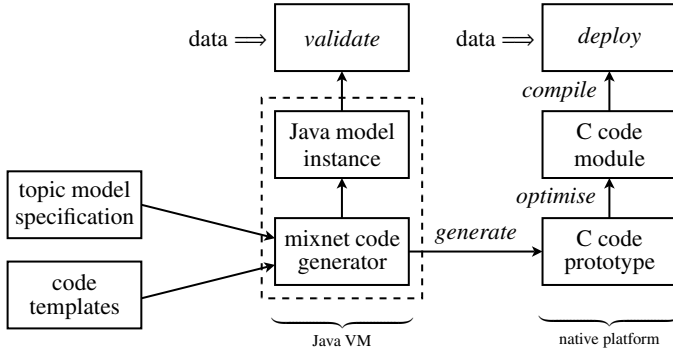 data ⟹ validate
data ⟹ deploy
compile
Java model
instance
C code
module
topic model
specification
optimise
mixnet code
generator
generate
C code
prototype
code
templates
Java VM
native platform